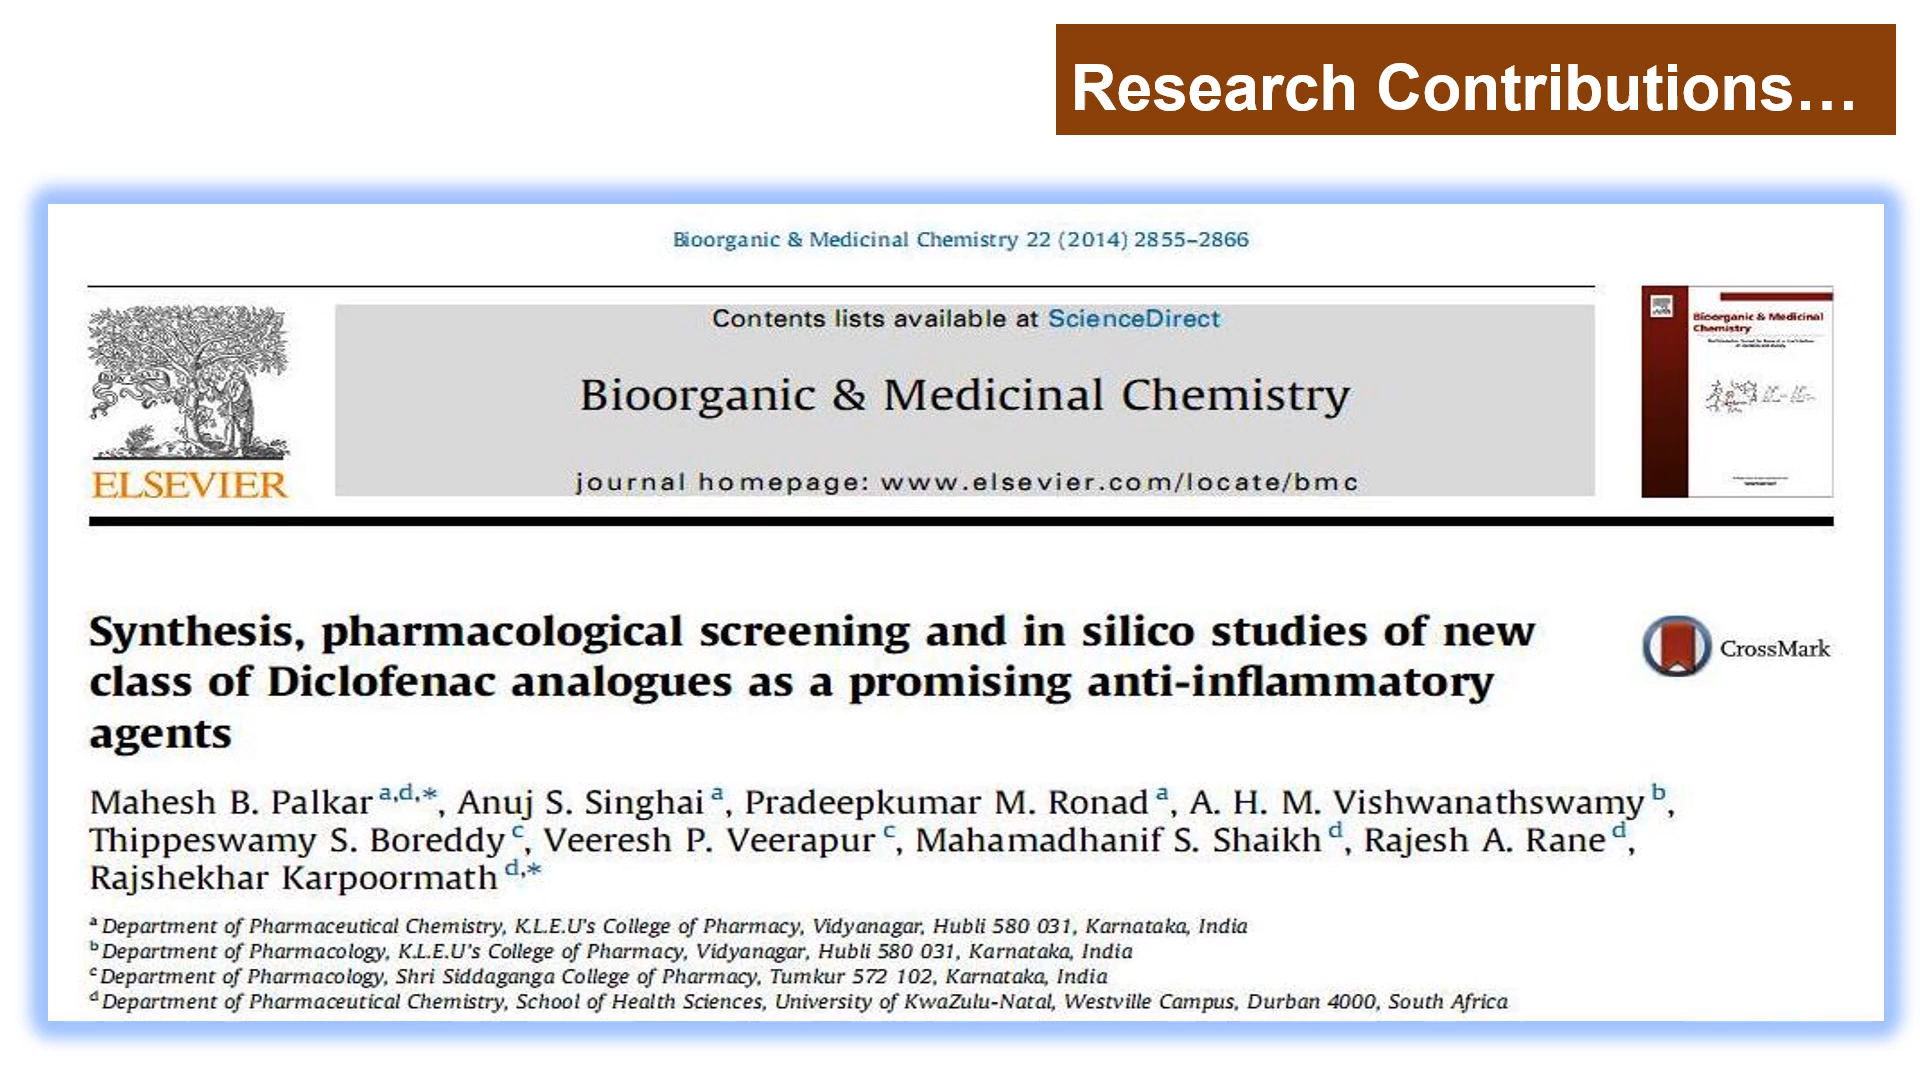 Research Contributions…
Bioorganic & Medicinal Chemistry 22 (2014) 2855–2866
Contents lists available at ScienceDirect
Bioorganic & Medicinal Chemistry
journal homepage: www.elsevier.com/locate/bmc
ELSEVIER
Bioorganic & Medicinal
Chemistry
Synthesis, pharmacological screening and in silico studies of new
class of Diclofenac analogues as a promising anti-inflammatory
agents
CrossMark
Mahesh B. Palkar a,d,*, Anuj S. Singhai a, Pradeepkumar M. Ronad a, A. H. M. Vishwanathswamy b,
Thippeswamy S. Boreddy c, Veeresh P. Veerapur c, Mahamadhanif S. Shaikh d, Rajesh A. Rane d,
Rajshekhar Karpoormath d,*
a Department of Pharmaceutical Chemistry, K.L.E.U's College of Pharmacy, Vidyanagar, Hubli 580 031, Karnataka, India
b Department of Pharmacology, K.L.E.U's College of Pharmacy, Vidyanagar, Hubli 580 031, Karnataka, India
c Department of Pharmacology, Shri Siddaganga College of Pharmacy, Tumkur 572 102, Karnataka, India
d Department of Pharmaceutical Chemistry, School of Health Sciences, University of KwaZulu-Natal, Westville Campus, Durban 4000, South Africa